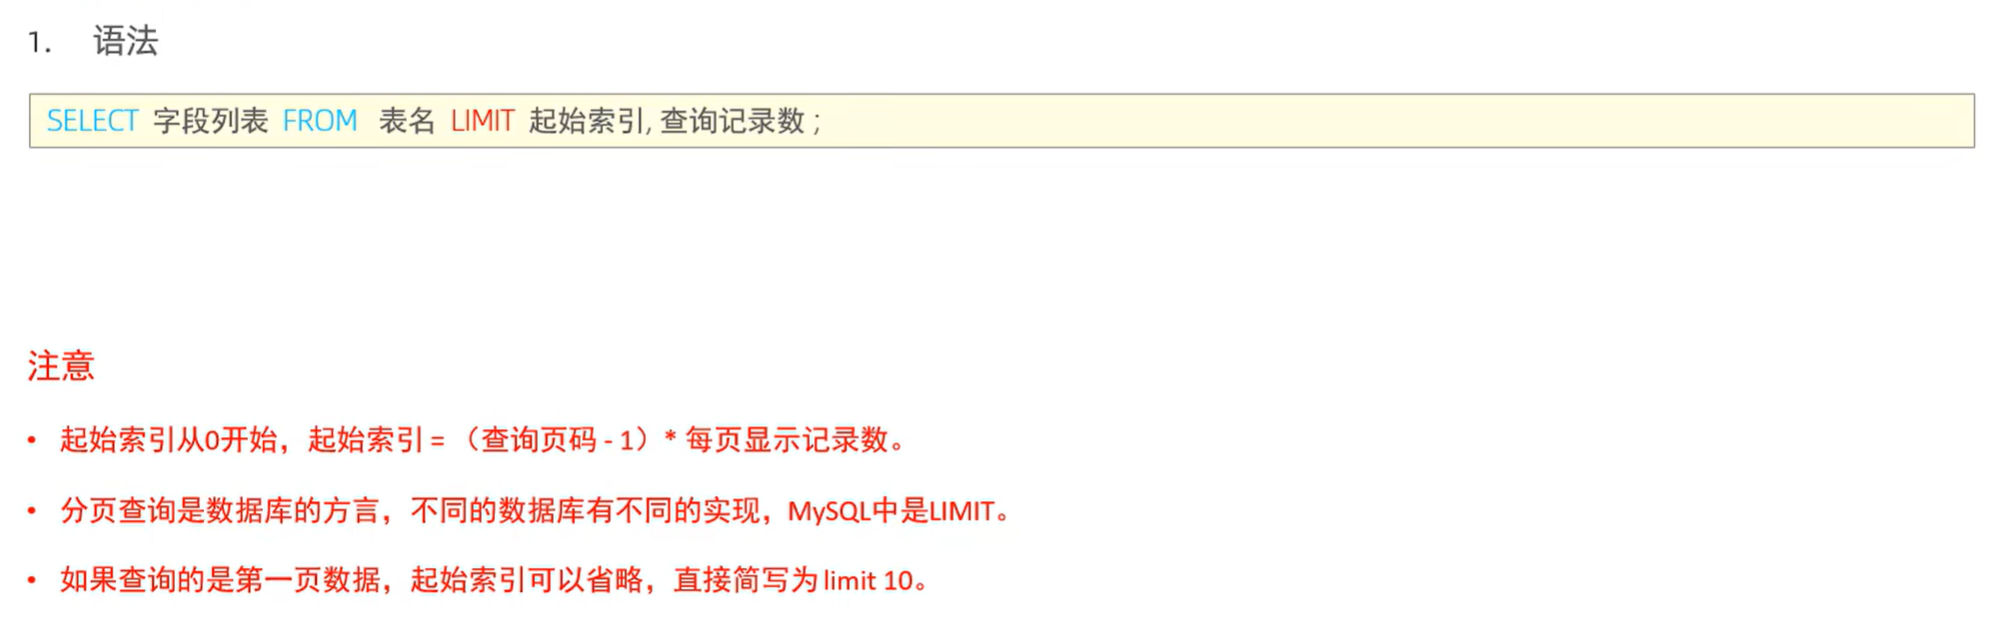 1. 语法
SELECT 字段列表 FROM 表名 LIMIT 起始索引, 查询记录数 ;
注意
• 起始索引从0开始，起始索引 = （查询页码 - 1）* 每页显示记录数。
• 分页查询是数据库的方言，不同的数据库有不同的实现，MySQL中是LIMIT。
• 如果查询的是第一页数据，起始索引可以省略，直接简写为 limit 10。